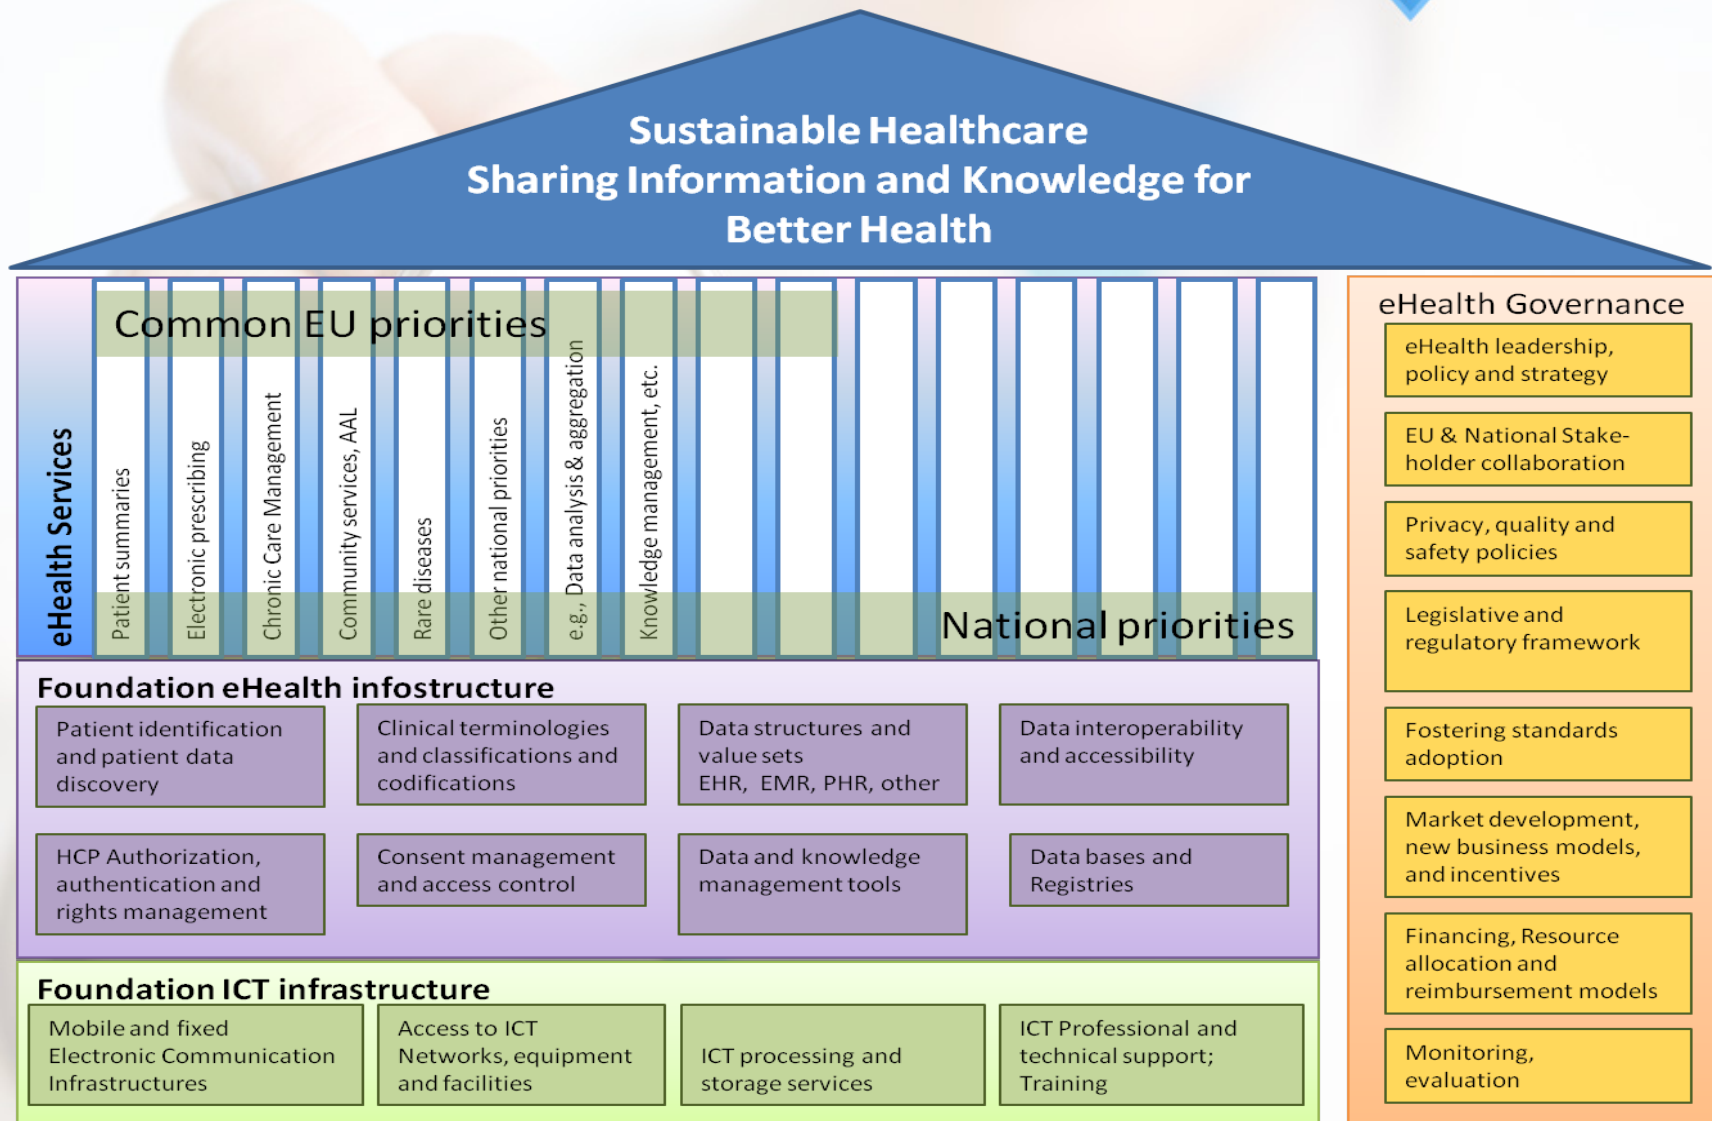 Sustainable Healthcare
Sharing Information and Knowledge for
Better Health
Common EU priorities
eHealth Services
Patient summaries
Electronic prescribing
Chronic Care Management
Community services, AAL
Rare diseases
Other national priorities
e.g., Data analysis & aggregation
Knowledge management, etc.
National priorities
Foundation eHealth infostructure
Patient identification
and patient data
discovery
Clinical terminologies
and classifications and
codifications
Data structures and
value sets
EHR, EMR, PHR, other
Data interoperability
and accessibility
HCP Authorization,
authentication and
rights management
Consent management
and access control
Data and knowledge
management tools
Data bases and
Registries
Foundation ICT infrastructure
Mobile and fixed
Electronic Communication
Infrastructures
Access to ICT
Networks, equipment
and facilities
ICT processing and
storage services
ICT Professional and
technical support;
Training
eHealth Governance
eHealth leadership,
policy and strategy
EU & National Stake-
holder collaboration
Privacy, quality and
safety policies
Legislative and
regulatory framework
Fostering standards
adoption
Market development,
new business models,
and incentives
Financing, Resource
allocation and
reimbursement models
Monitoring,
evaluation